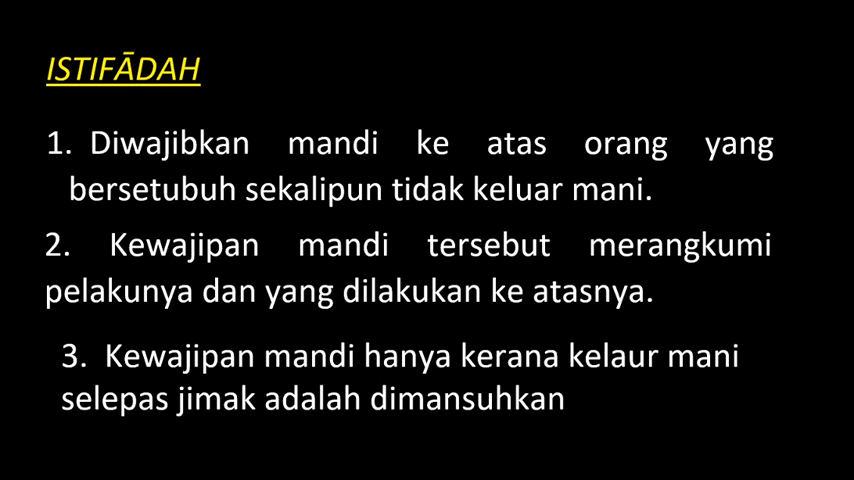 ISTIFĀDAH
1. Diwajibkan mandi ke atas orang yang
bersetubuh sekalipun tidak keluar mani.
2. Kewajipan mandi tersebut merangkumi
pelakunya dan yang dilakukan ke atasnya.
3. Kewajipan mandi hanya kerana kelaur mani
selepas jimak adalah dimansuhkan